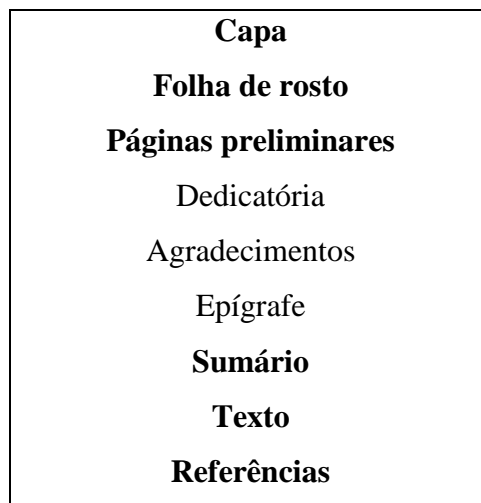 Capa
Folha de rosto
Páginas preliminares
Dedicatória
Agradecimentos
Epígrafe
Sumário
Texto
Referências